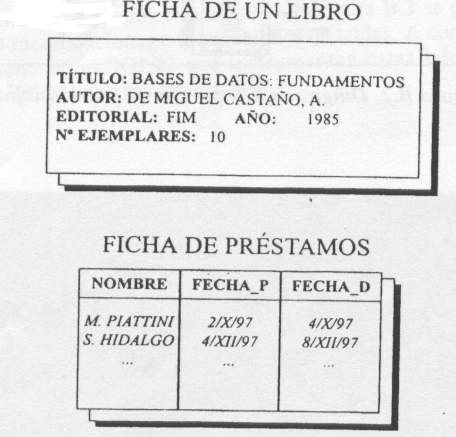 FICHA DE UN LIBRO
TÍTULO: BASES DE DATOS: FUNDAMENTOS
AUTOR: DE MIGUEL CASTAÑO, A.
EDITORIAL: FIM AÑO: 1985
Nº EJEMPLARES: 10
FICHA DE PRÉSTAMOS
NOMBRE FECHA_P FECHA_D
M. PIATTINI 2/X/97 4/X/97
S. HIDALGO 4/XII/97 8/XII/97
... ... ...